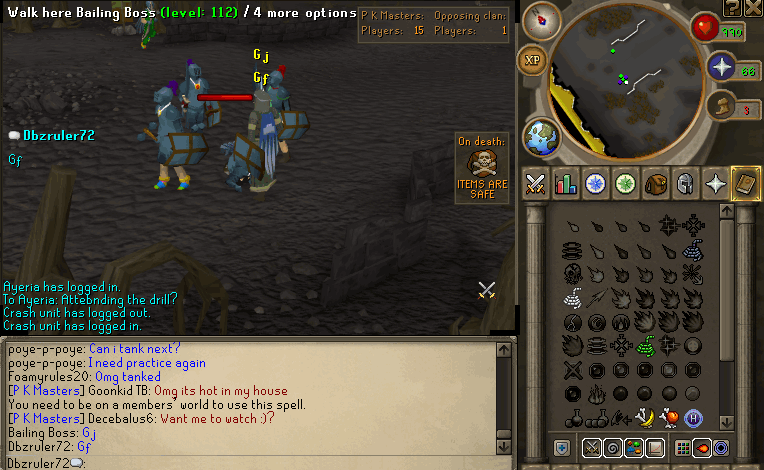 Walk here Bailing Boss (level: 112) / 4 more options
P K Masters: Opposing clan:
Players: 15 Players: 1
Gj
Gf
Dbzruler72
Gf
On death:
ITEMS ARE
SAFE
990
XP
66
3
Ayeria has logged in.
To Ayeria: Attebnding the drill?
Crash unit has logged out.
Crash unit has logged in.
poye-p-poye: Can i tank next?
poye-p-poye: I need practice again
Foamyrules20: Omg tanked
[P K Masters] Goonkid TB: Omg its hot in my house
You need to be on a members' world to use this spell.
[P K Masters] Decebalus6: Want me to watch :)?
Bailing Boss: Gj
Dbzruler72: Gf
Dbzruler72:
H